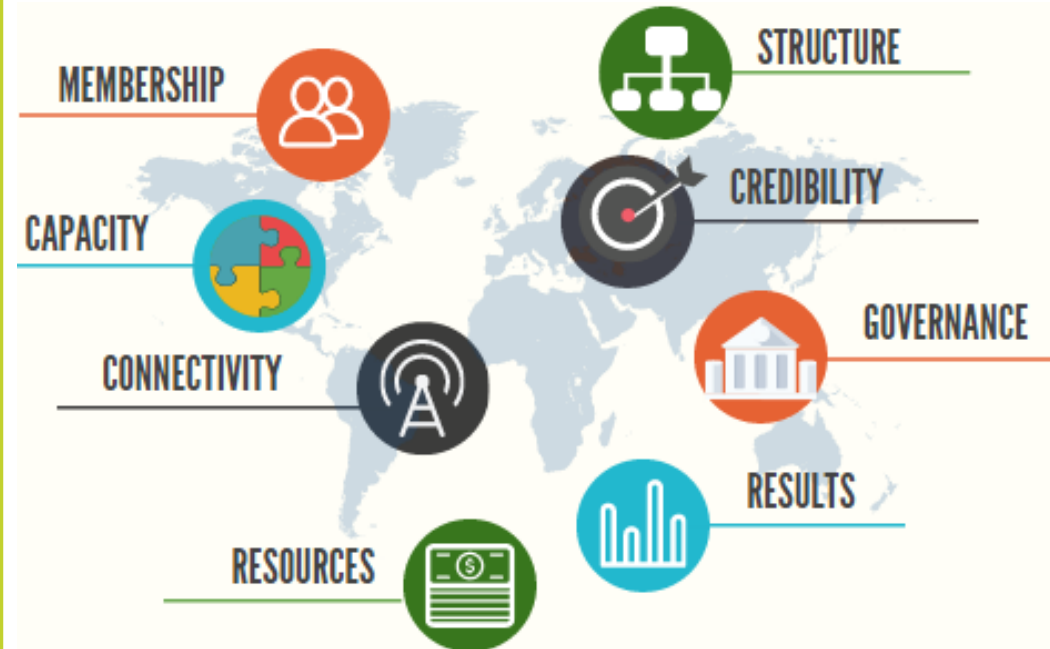 MEMBERSHIP
STRUCTURE
CAPACITY
CREDIBILITY
CONNECTIVITY
GOVERNANCE
RESOURCES
RESULTS
$